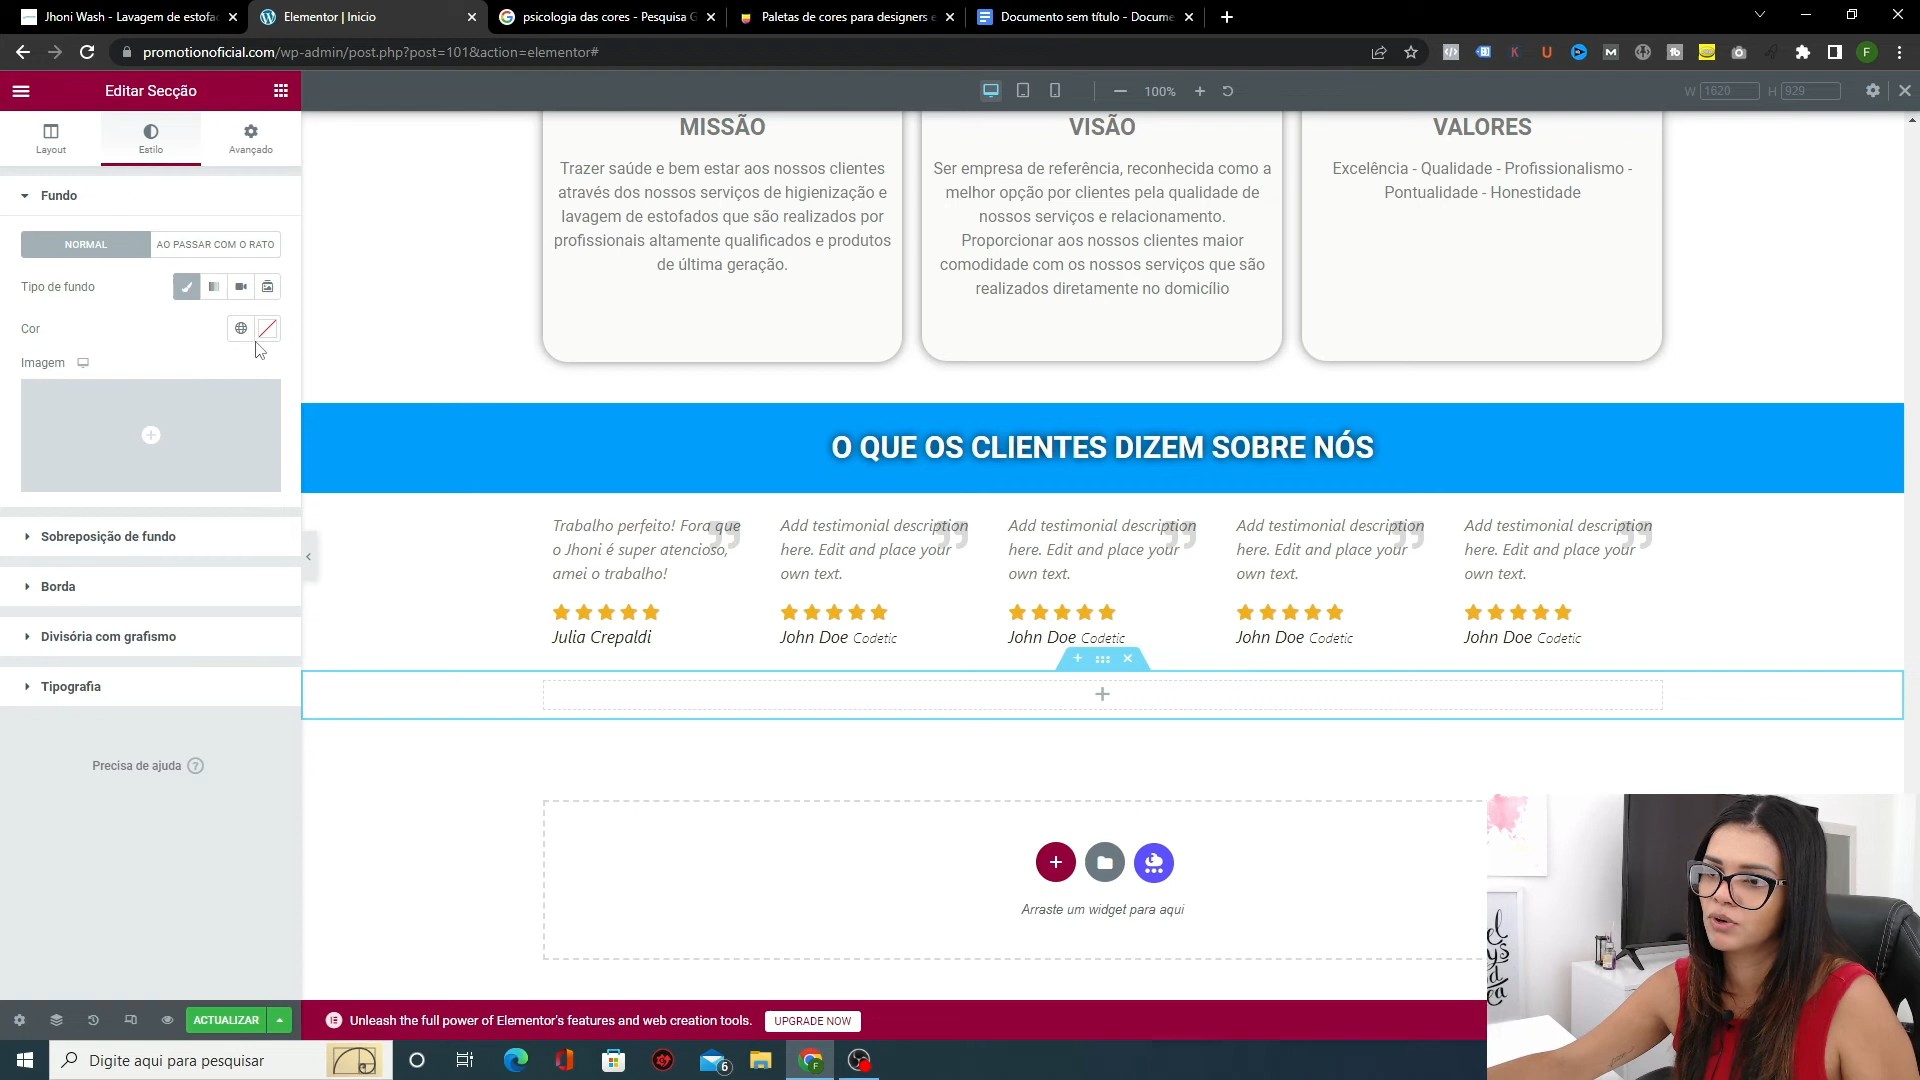 Jhoni Wash - Lavagem de estofa
Elementor | Inicio
psicologia das cores - Pesquisa G
Paletas de cores para designers e
Documento sem título - Docume
promotionoficial.com/wp-admin/post.php?post=101&action=elementor#
F
Editar Secção
100%
W 1620 H 929
Layout
Estilo
Avançado
Fundo
NORMAL
AO PASSAR COM O RATO
Tipo de fundo
Cor
Imagem
Sobreposição de fundo
Borda
Divisória com grafismo
Tipografia
Precisa de ajuda
ACTUALIZAR
MISSÃO
Trazer saúde e bem estar aos nossos clientes
através dos nossos serviços de higienização e
lavagem de estofados que são realizados por
profissionais altamente qualificados e produtos
de última geração.
VISÃO
Ser empresa de referência, reconhecida como a
melhor opção por clientes pela qualidade de
nossos serviços e relacionamento.
Proporcionar aos nossos clientes maior
comodidade com os nossos serviços que são
realizados diretamente no domicílio
VALORES
Excelência - Qualidade - Profissionalismo -
Pontualidade - Honestidade
O QUE OS CLIENTES DIZEM SOBRE NÓS
Trabalho perfeito! Fora que
o Jhoni é super atencioso,
amei o trabalho!
Julia Crepaldi
Add testimonial description
here. Edit and place your
own text.
John Doe Codetic
Add testimonial description
here. Edit and place your
own text.
John Doe Codetic
Add testimonial description
here. Edit and place your
own text.
John Doe Codetic
Add testimonial description
here. Edit and place your
own text.
John Doe Codetic
Arraste um widget para aqui
Unleash the full power of Elementor's features and web creation tools.
UPGRADE NOW
Digite aqui para pesquisar
6